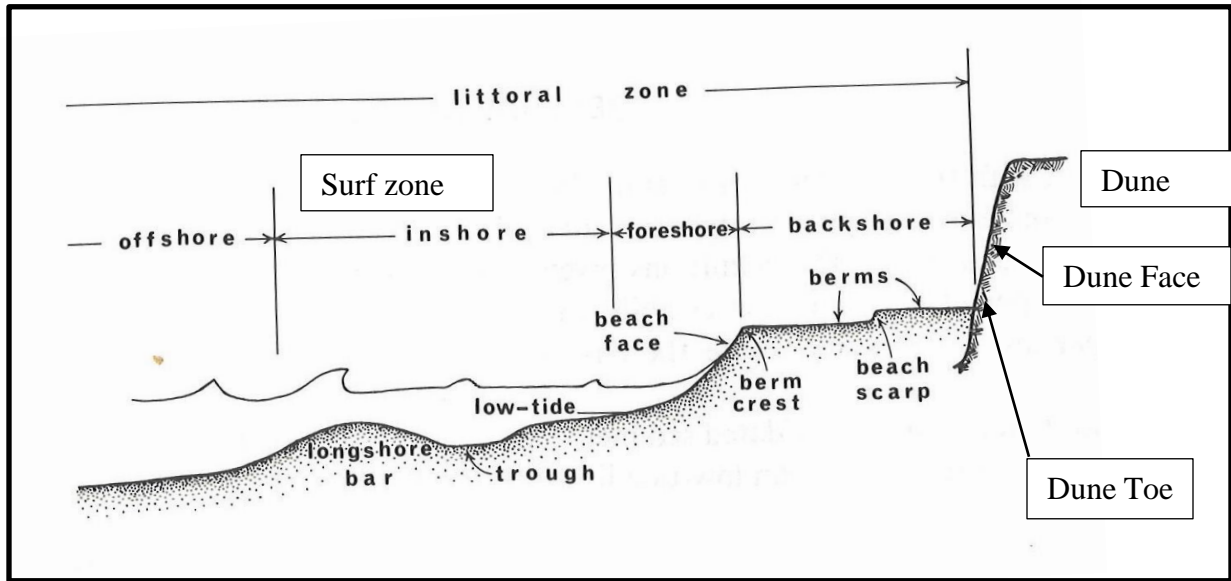 littoral zone
Surf zone
Dune
offshore
inshore
foreshore
backshore
Dune Face
berms
beach
face
berm
crest
beach
scarp
low-tide
longshore
bar
trough
Dune Toe